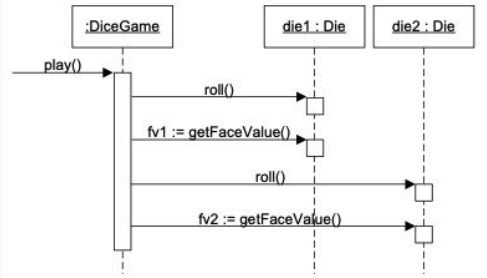 :DiceGame
die1 : Die
die2 : Die
play()
roll()
fv1 := getFaceValue()
roll()
fv2 := getFaceValue()